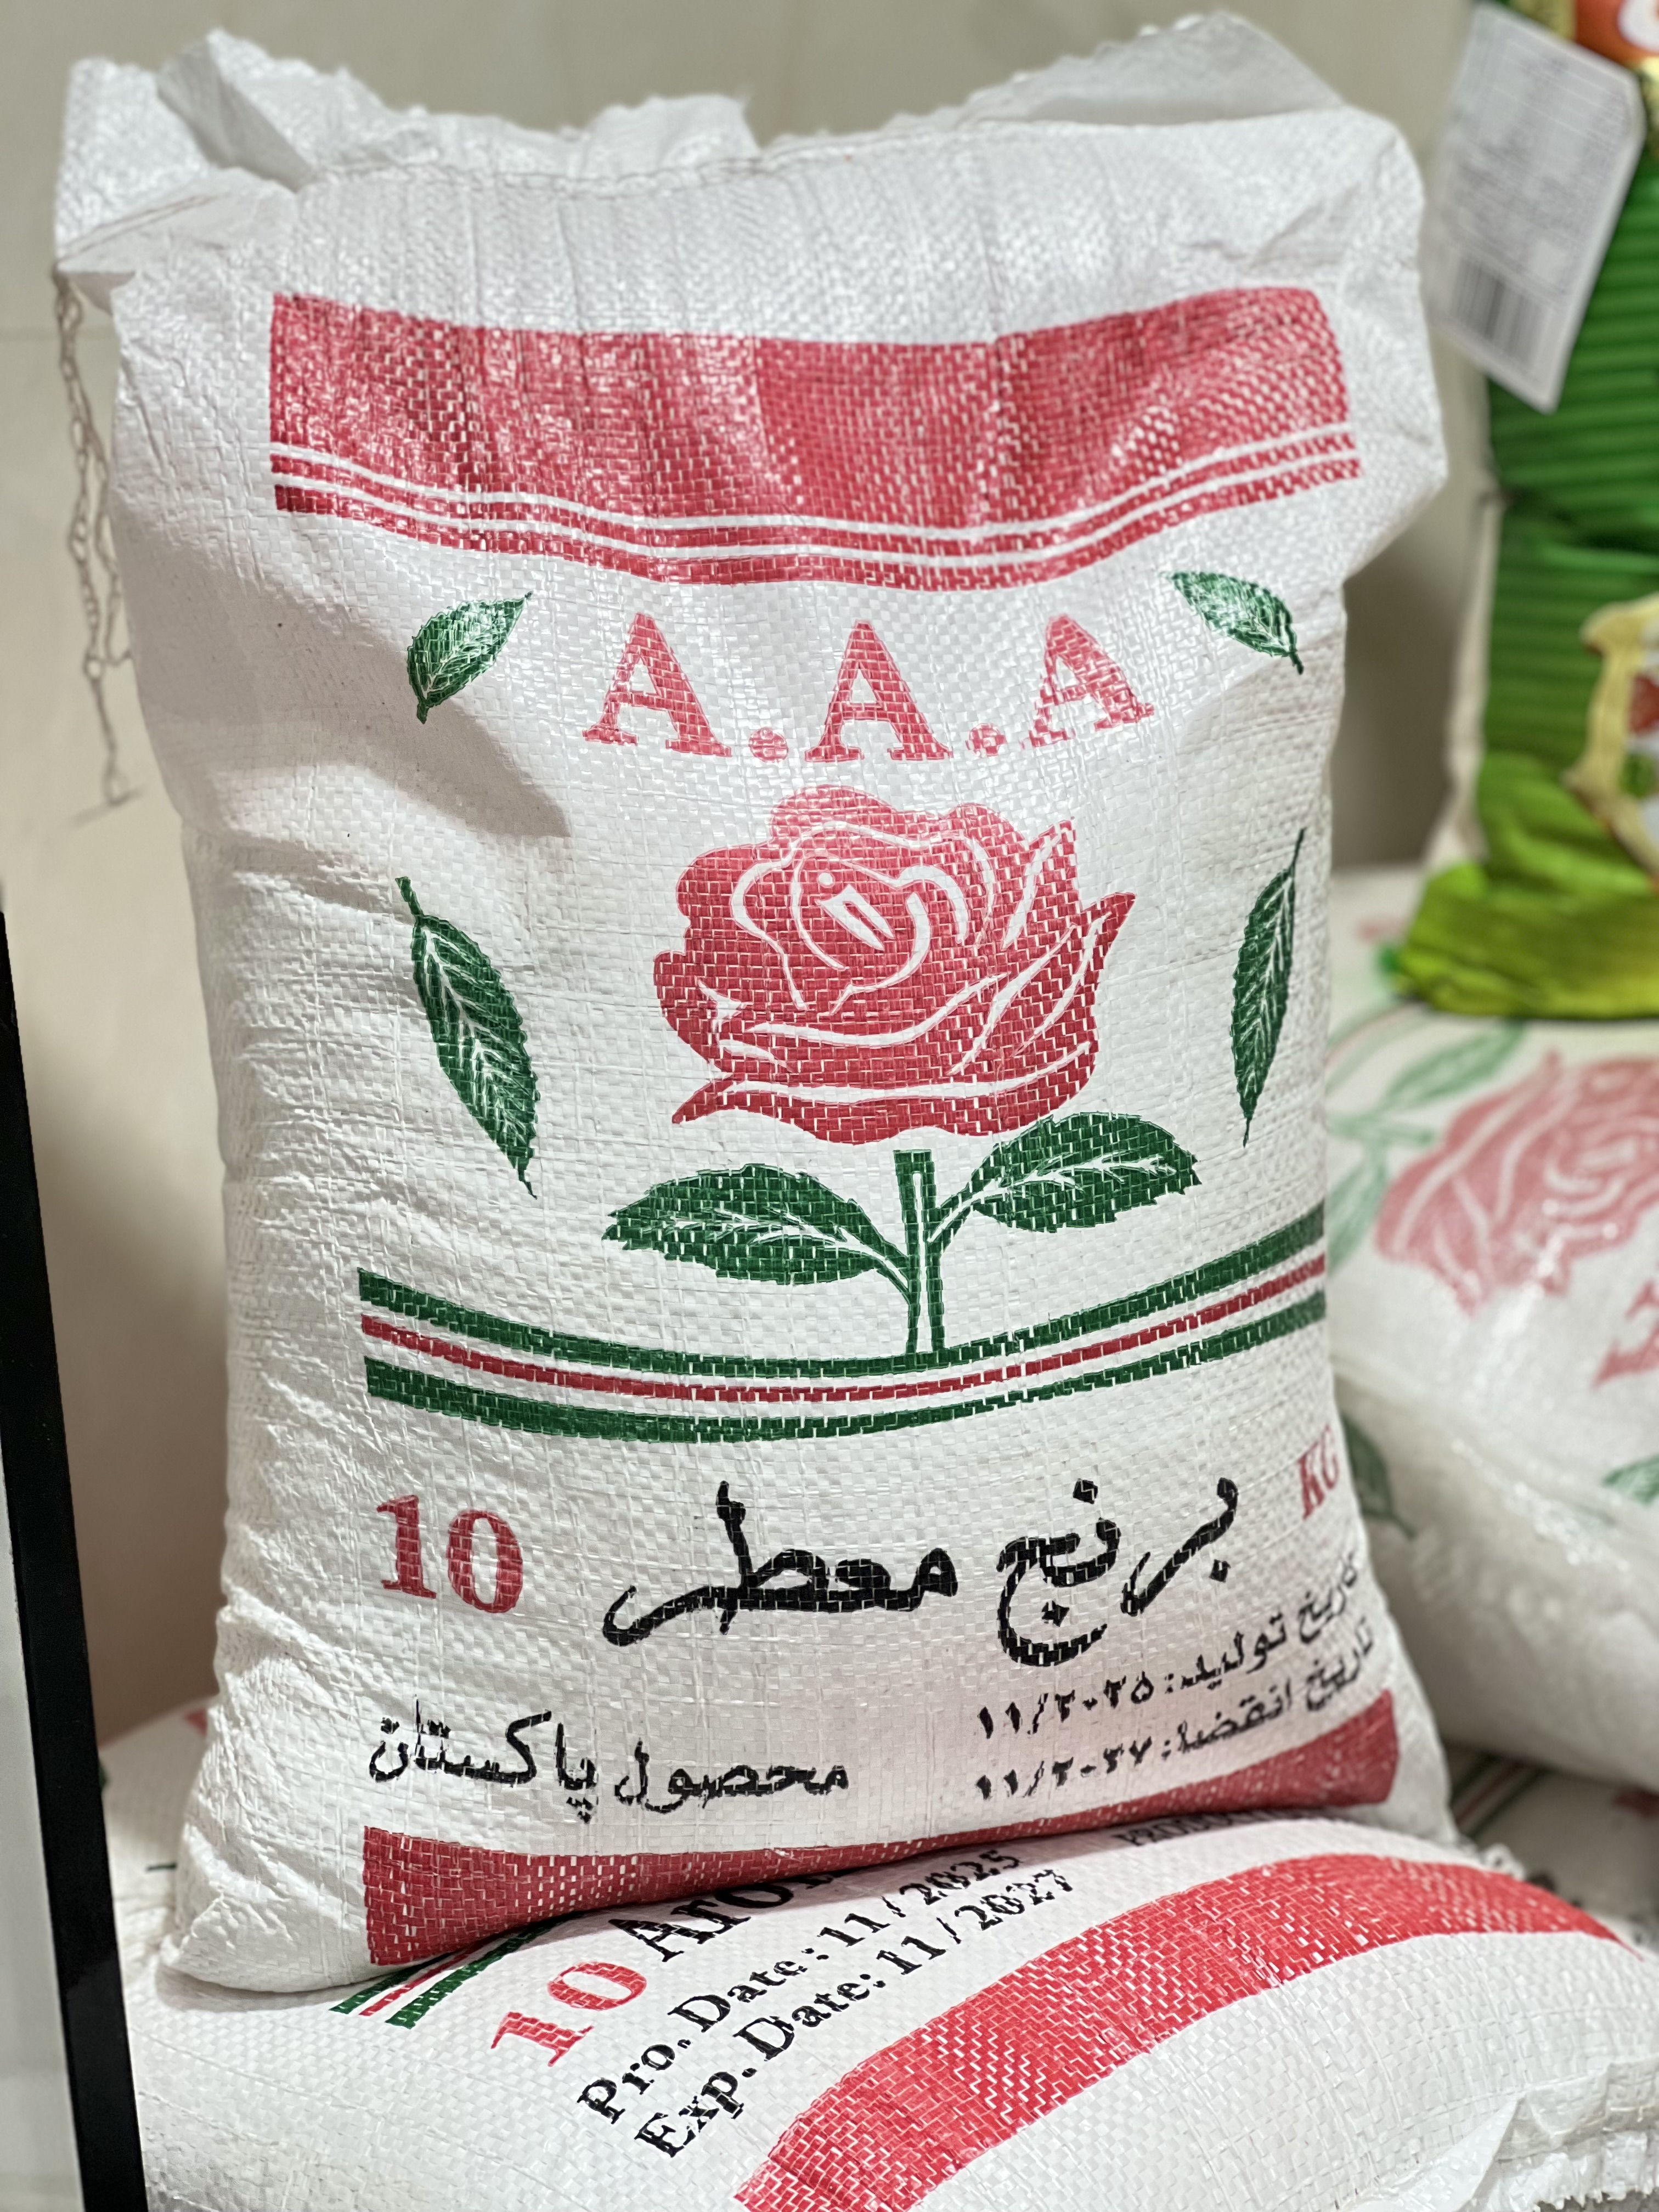 A.A.A
10 برنج معطر KG
تاریخ تولید: ۱۱/۲۰۲۵
تاریخ انقضا: ۱۱/۲۰۲۷
محصول پاکستان
10
Pro. Date: 11/2025
Exp. Date: 11/2027